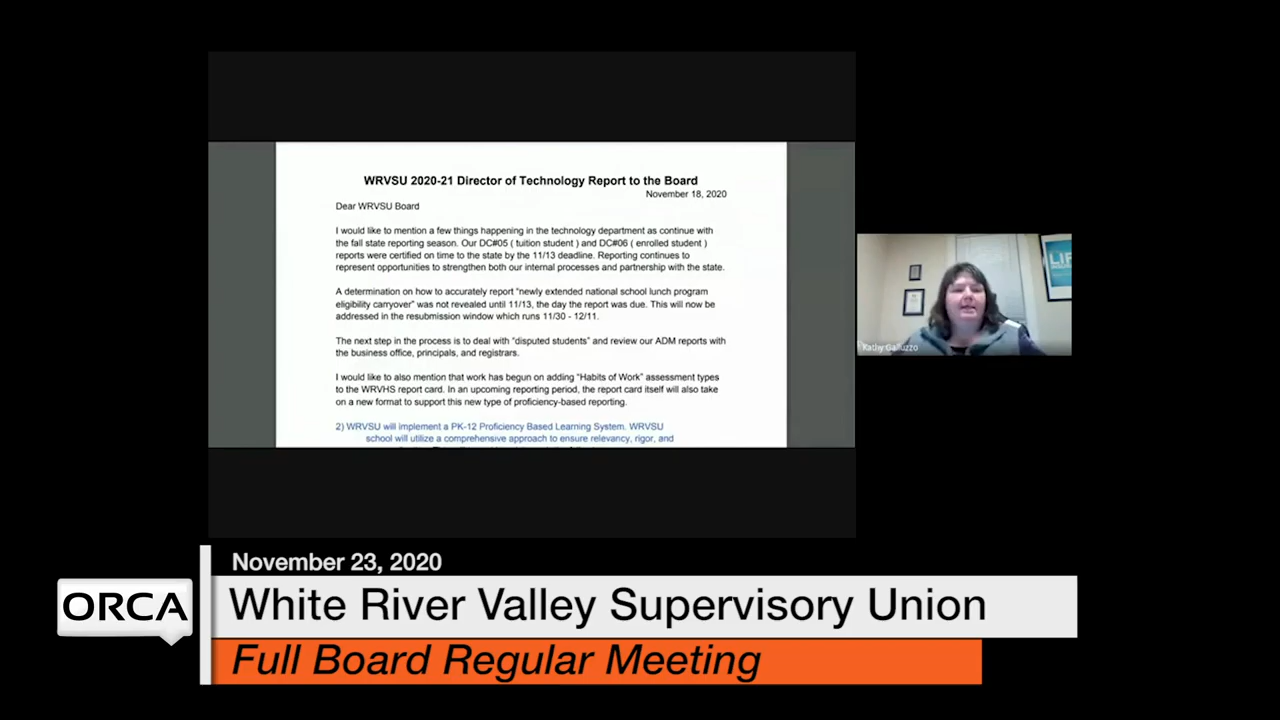 WRVSU 2020-21 Director of Technology Report to the Board
November 18, 2020
Dear WRVSU Board
I would like to mention a few things happening in the technology department as continue with
the fall state reporting season. Our DC#05 ( tuition student ) and DC#06 ( enrolled student )
reports were certified on time to the state by the 11/13 deadline. Reporting continues to
represent opportunities to strengthen both our internal processes and partnership with the state.
A determination on how to accurately report “newly extended national school lunch program
eligibility carryover” was not revealed until 11/13, the day the report was due. This will now be
addressed in the resubmission window which runs 11/30 - 12/11.
The next step in the process is to deal with “disputed students” and review our ADM reports with
the business office, principals, and registrars.
I would like to also mention that work has begun on adding “Habits of Work” assessment types
to the WRVHS report card. In an upcoming reporting period, the report card itself will also take
on a new format to support this new type of proficiency-based reporting.
2) WRVSU will implement a PK-12 Proficiency Based Learning System. WRVSU
school will utilize a comprehensive approach to ensure relevancy, rigor, and
LIFE
Kathy Galluzzo
November 23, 2020
ORCA
White River Valley Supervisory Union
Full Board Regular Meeting